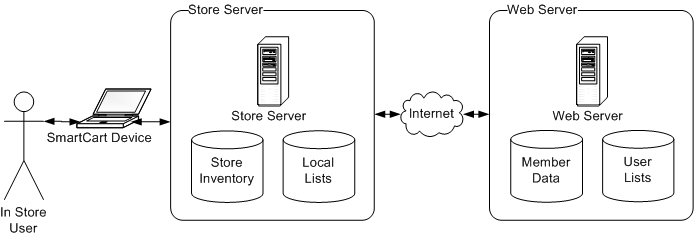 Store Server
Web Server
Store Server
Internet
Web Server
SmartCart Device
Store
Inventory
Local
Lists
Member
Data
User
Lists
In Store
User